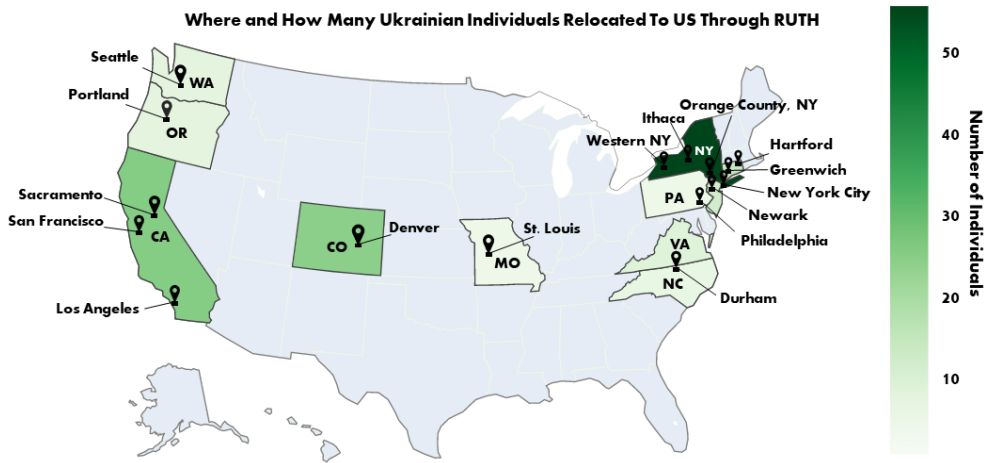 Where and How Many Ukrainian Individuals Relocated To US Through RUTH
Seattle
WA
Portland
OR
Sacramento
San Francisco
CA
Los Angeles
CO
Denver
St. Louis
MO
Orange County, NY
Ithaca
Western NY
NY
Hartford
Greenwich
New York City
PA
Newark
Philadelphia
VA
NC
Durham
50
40
30
20
10
Number of Individuals